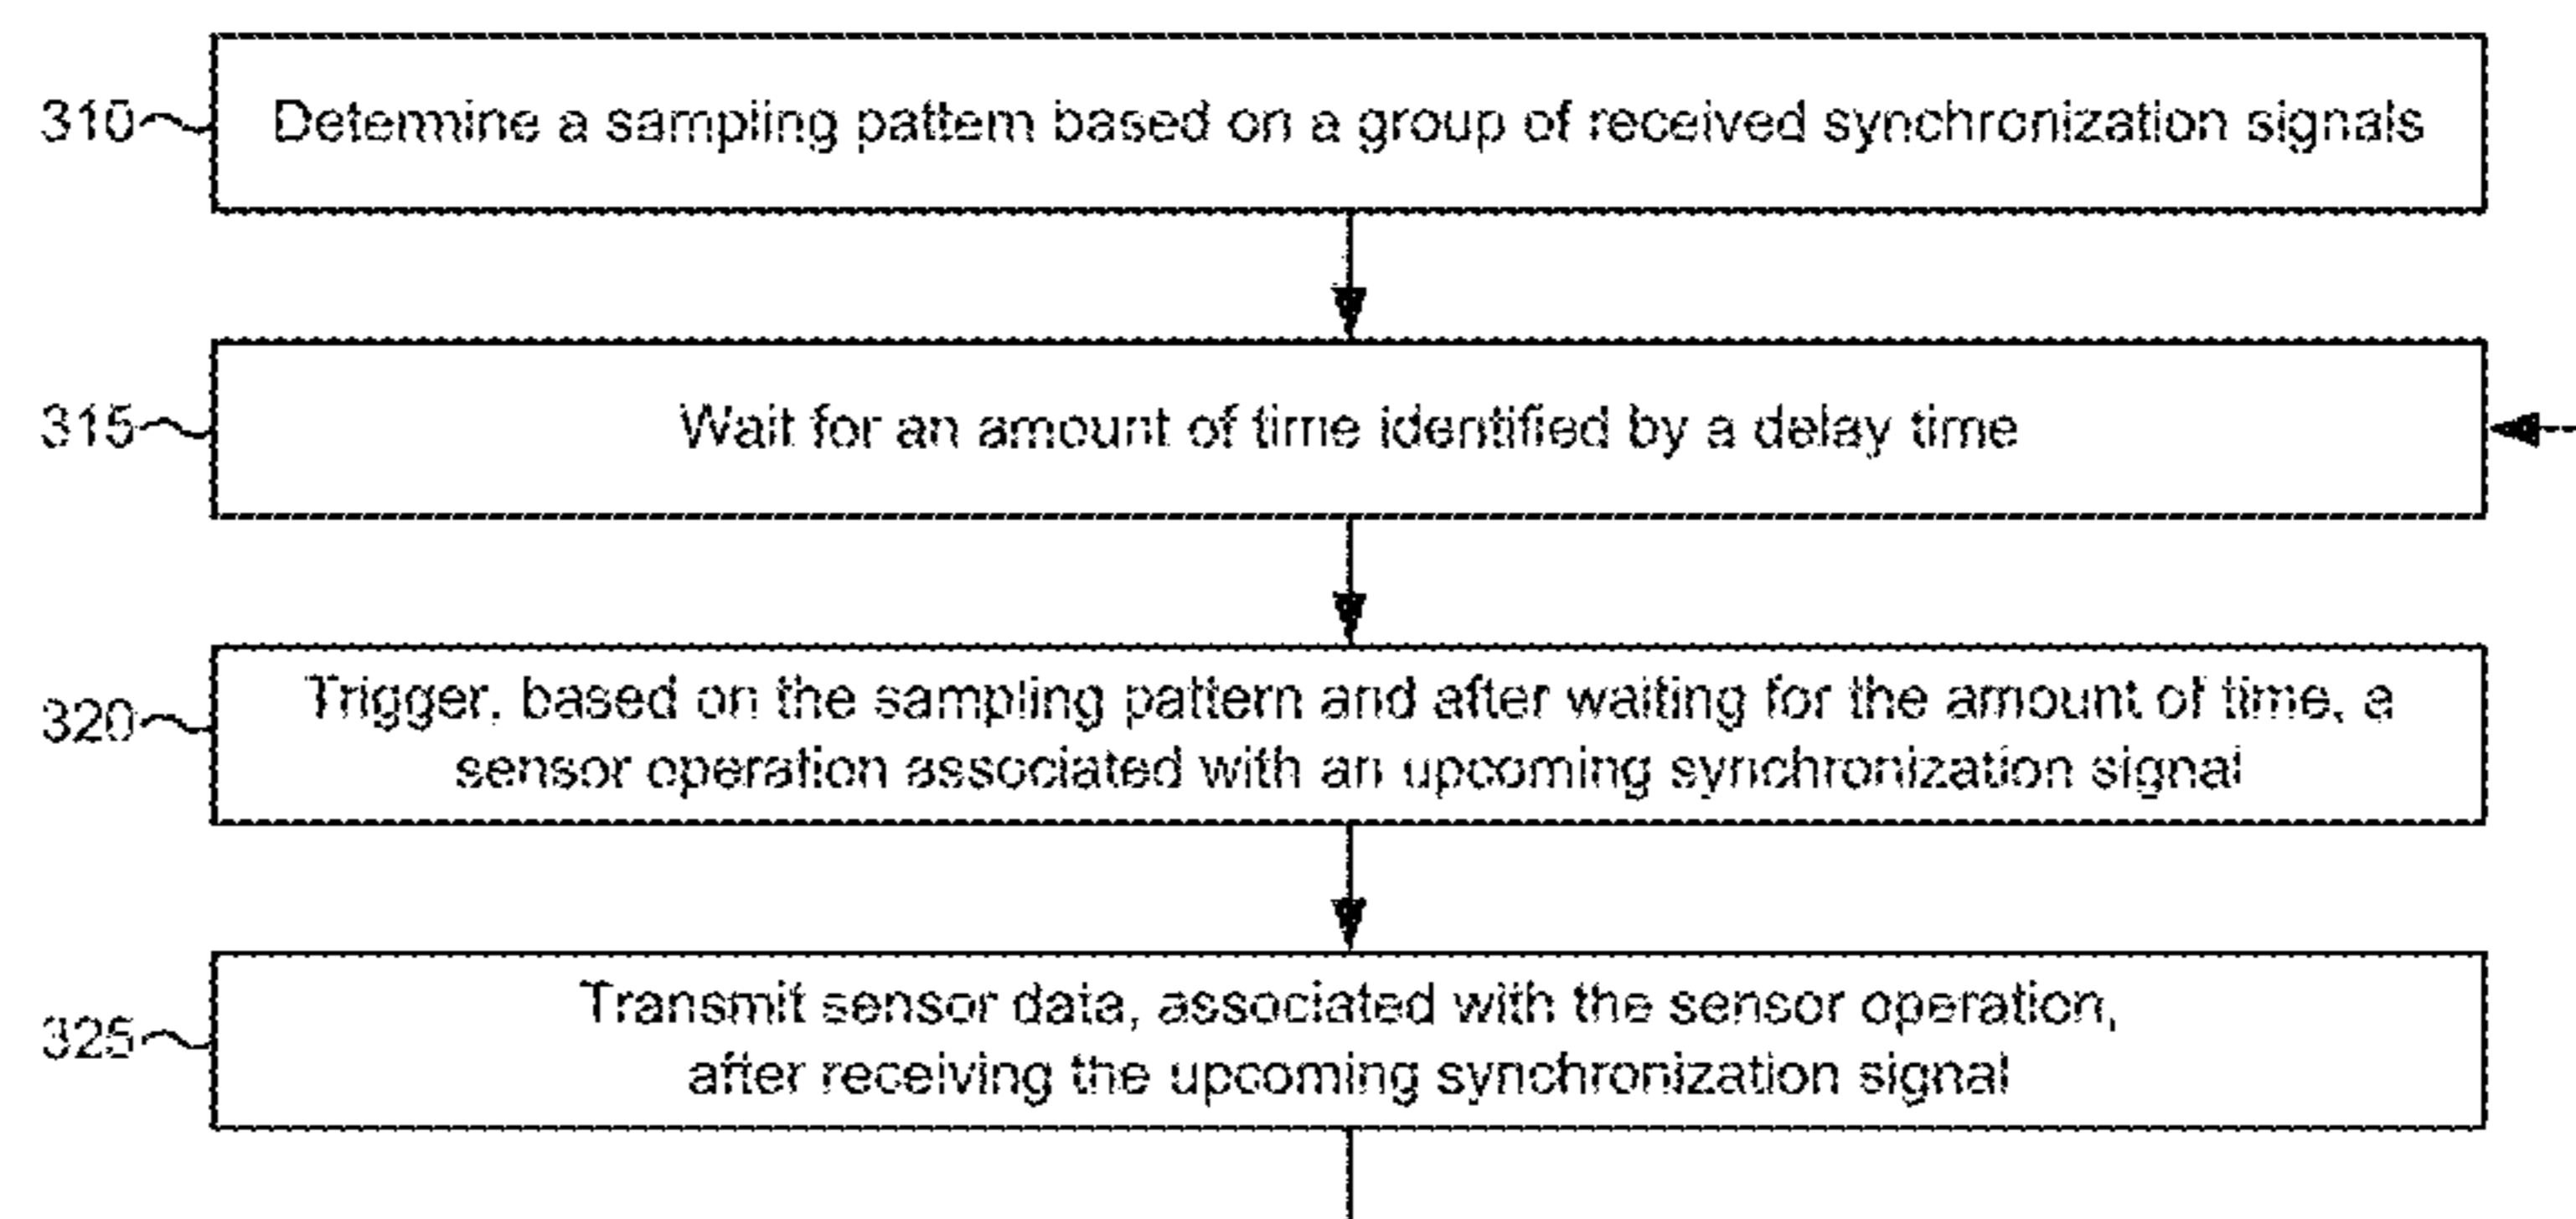 310 Determine a sampling pattern based on a group of received synchronization signals
315 Wait for an amount of time identified by a delay time
320 Trigger, based on the sampling pattern and after waiting for the amount of time, a
sensor operation associated with an upcoming synchronization signal
325 Transmit sensor data, associated with the sensor operation,
after receiving the upcoming synchronization signal